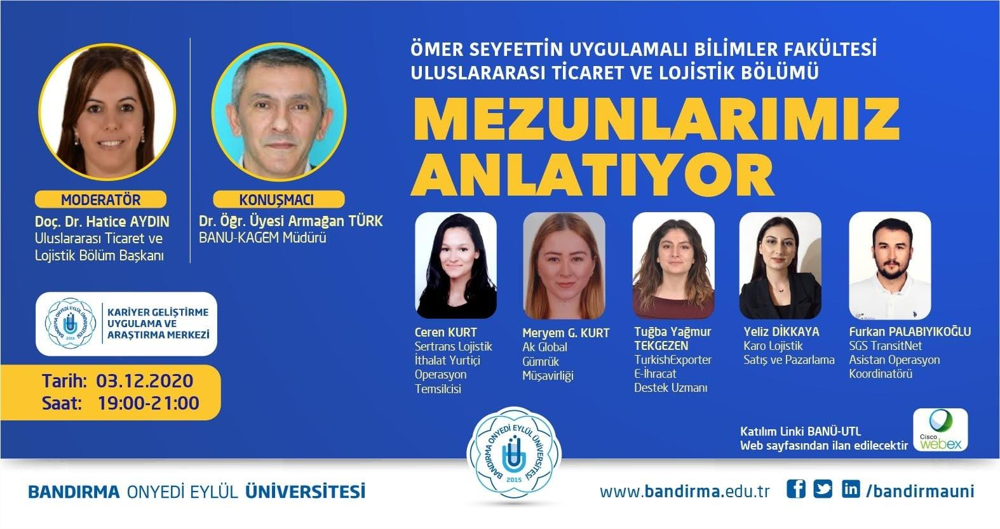 ÖMER SEYFETTİN UYGULAMALI BİLİMLER FAKÜLTESİ
ULUSLARARASI TİCARET VE LOJİSTİK BÖLÜMÜ
MEZUNLARIMIZ
ANLATIYOR
MODERATÖR
Doç. Dr. Hatice AYDIN
Uluslararası Ticaret ve
Lojistik Bölüm Başkanı
KONUŞMACI
Dr. Öğr. Üyesi Armağan TÜRK
BANU-KAGEM Müdürü
BANDIRMA ONYEDİ EYLÜL ÜNİVERSİTESİ
2015
KARİYER GELİŞTİRME
UYGULAMA VE
ARAŞTIRMA MERKEZİ
Tarih: 03.12.2020
Saat: 19:00-21:00
Ceren KURT
Sertrans Lojistik
İthalat Yurtiçi
Operasyon
Temsilcisi
Meryem G. KURT
Ak Global
Gümrük
Müşavirliği
Tuğba Yağmur
TEKGEZEN
TurkishExporter
E-İhracat
Destek Uzmanı
Yeliz DİKKAYA
Karo Lojistik
Satış ve Pazarlama
Furkan PALABIYIKOĞLU
SGS TransitNet
Asistan Operasyon
Koordinatörü
Katılım Linki BANÜ-UTL
Web sayfasından ilan edilecektir
Cisco
webex
BANDIRMA ONYEDİ EYLÜL ÜNİVERSİTESİ
2015
BANDIRMA ONYEDİ EYLÜL ÜNİVERSİTESİ
www.bandirma.edu.tr
/bandirmauni